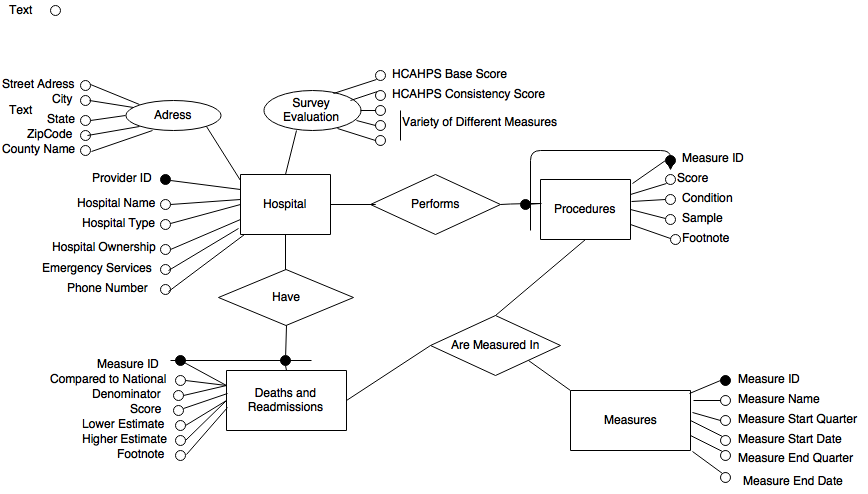 Text
Street Adress
City
Text
State
ZipCode
County Name
Adress
Survey
Evaluation
HCAHPS Base Score
HCAHPS Consistency Score
Variety of Different Measures
Provider ID
Hospital Name
Hospital Type
Hospital Ownership
Emergency Services
Phone Number
Hospital
Performs
Procedures
Measure ID
Score
Condition
Sample
Footnote
Have
Are Measured In
Measure ID
Compared to National
Denominator
Score
Lower Estimate
Higher Estimate
Footnote
Deaths and
Readmissions
Measures
Measure ID
Measure Name
Measure Start Quarter
Measure Start Date
Measure End Quarter
Measure End Date